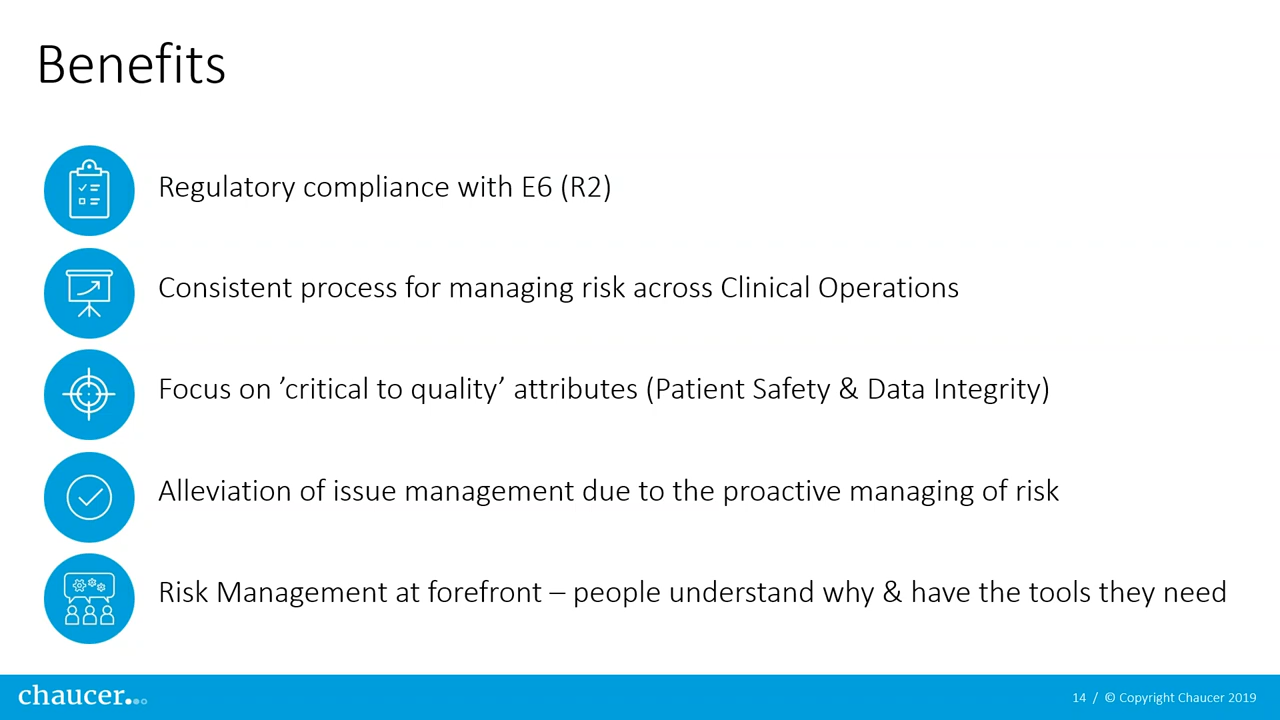 Benefits
Regulatory compliance with E6 (R2)
Consistent process for managing risk across Clinical Operations
Focus on ’critical to quality’ attributes (Patient Safety & Data Integrity)
Alleviation of issue management due to the proactive managing of risk
Risk Management at forefront – people understand why & have the tools they need
chaucer.
14 / © Copyright Chaucer 2019